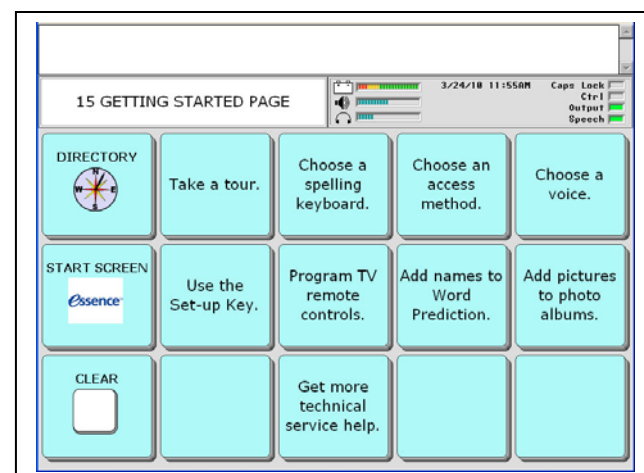 15 GETTING STARTED PAGE
3/24/10 11:55AM
Caps Lock
Ctrl
Output
Speech
DIRECTORY
N
W E
S
Take a tour.
Choose a
spelling
keyboard.
Choose an
access
method.
Choose a
voice.
START SCREEN
essence
Use the
Set-up Key.
Program TV
remote
controls.
Add names to
Word
Prediction.
Add pictures
to photo
albums.
CLEAR
Get more
technical
service help.